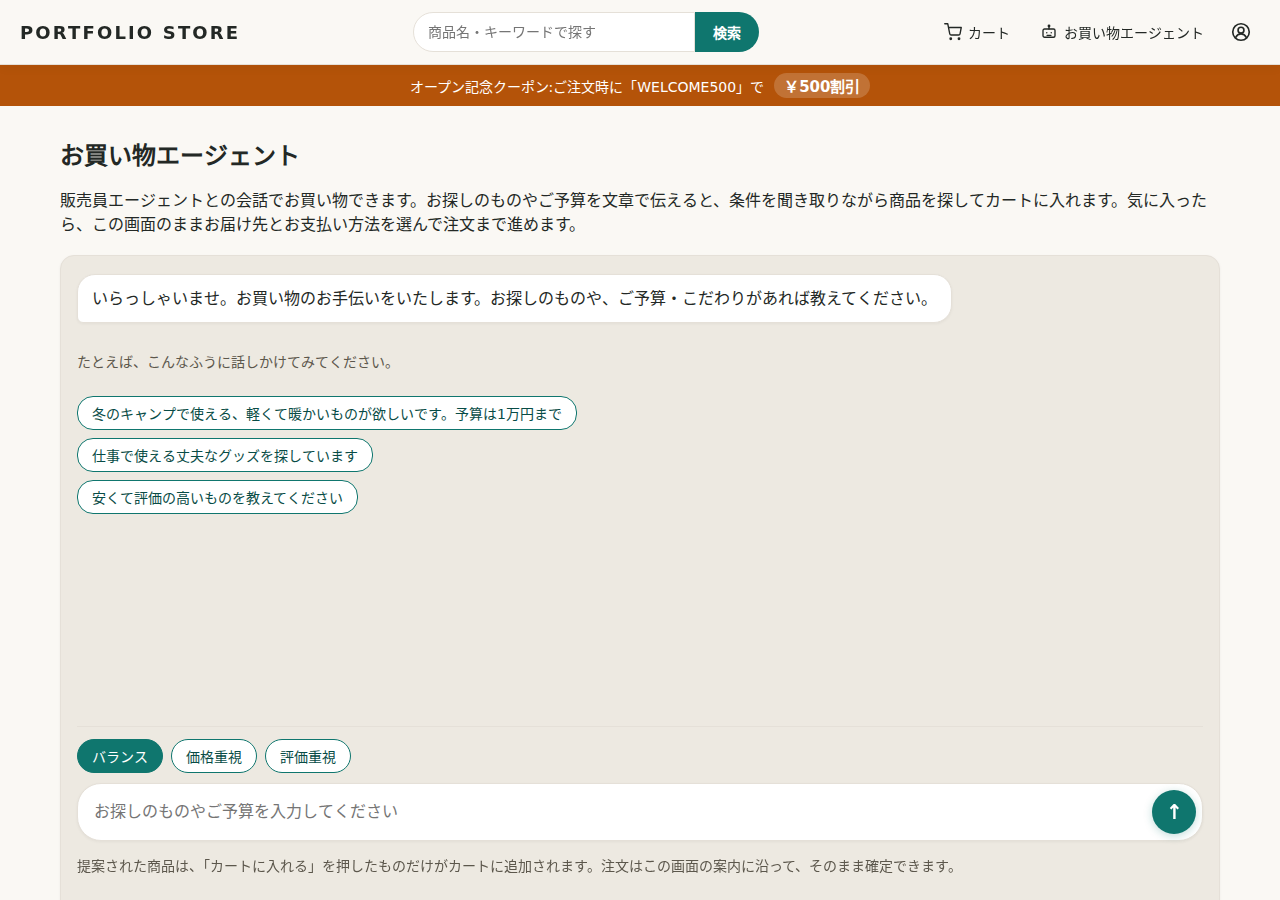 PORTFOLIO STORE
商品名・キーワードで探す
検索
カート
お買い物エージェント
オープン記念クーポン:ご注文時に「WELCOME500」で
￥500割引
お買い物エージェント
販売員エージェントとの会話でお買い物できます。お探しのものやご予算を文章で伝えると、条件を聞き取りながら商品を探してカートに入れます。気に入った
ら、この画面のままお届け先とお支払い方法を選んで注文まで進めます。
いらっしゃいませ。お買い物のお手伝いをいたします。お探しのものや、ご予算・こだわりがあれば教えてください。
たとえば、こんなふうに話しかけてみてください。
冬のキャンプで使える、軽くて暖かいものが欲しいです。予算は1万円まで
仕事で使える丈夫なグッズを探しています
安くて評価の高いものを教えてください
バランス
価格重視
評価重視
お探しのものやご予算を入力してください
↑
提案された商品は、「カートに入れる」を押したものだけがカートに追加されます。注文はこの画面の案内に沿って、そのまま確定できます。